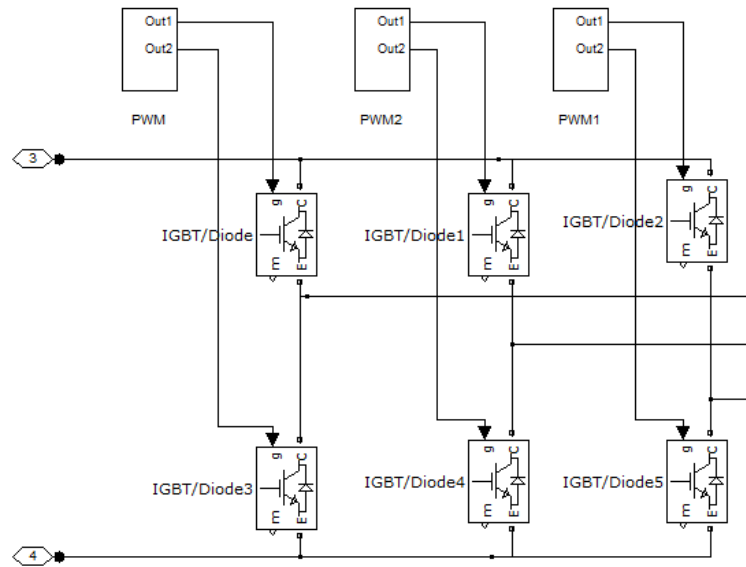 Out1 Out1 Out1
Out2 Out2 Out2
PWM PWM2 PWM1
3
g C g C g C
IGBT/Diode IGBT/Diode1 IGBT/Diode2
m E m E m E
g C g C g C
IGBT/Diode3 IGBT/Diode4 IGBT/Diode5
m E m E m E
4